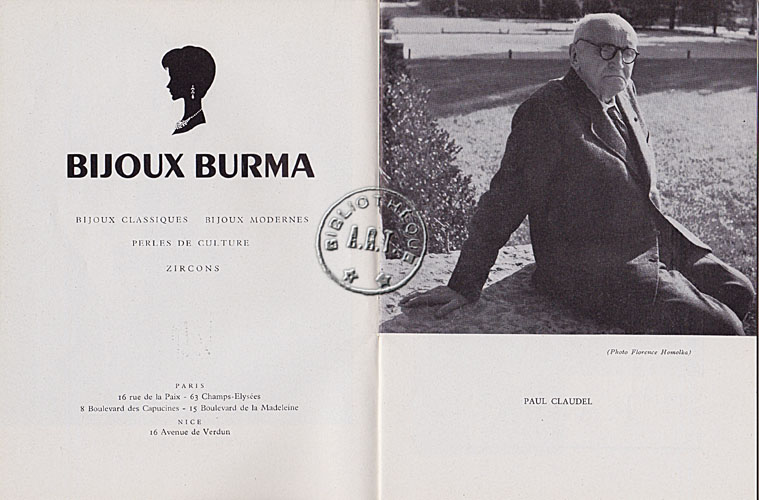 BIJOUX BURMA
BIJOUX CLASSIQUES BIJOUX MODERNES
PERLES DE CULTURE
ZIRCONS
PARIS
16 rue de la Paix - 63 Champs-Elysées
8 Boulevard des Capucines - 15 Boulevard de la Madeleine
NICE
16 Avenue de Verdun
BIBLIOTHEQUE
A.R.T.
(Photo Florence Homolka)
PAUL CLAUDEL